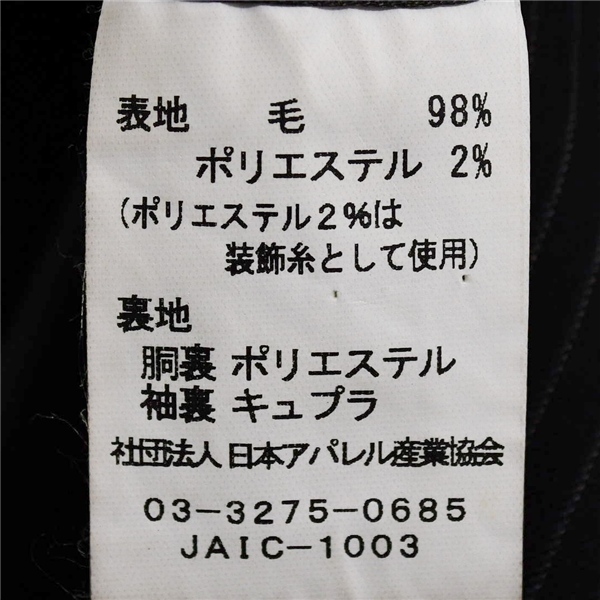 表地 毛 98%
ポリエステル 2%
(ポリエステル2%は
装飾糸として使用)
裏地
胴裏 ポリエステル
袖裏 キュプラ
社団法人 日本アパレル産業協会
03-3275-0685
JAIC-1003